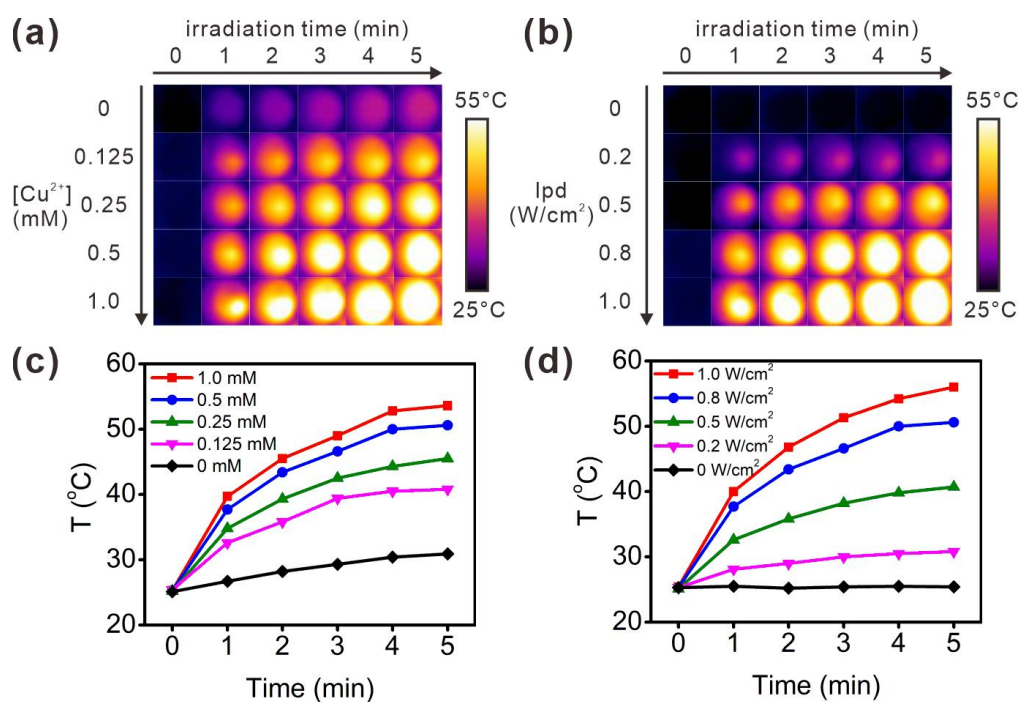 (a)
irradiation time (min)
0 1 2 3 4 5
0
0.125
0.25
0.5
1.0
[Cu²⁺]
(mM)
55°C
25°C
(b)
irradiation time (min)
0 1 2 3 4 5
0
0.2
0.5
0.8
1.0
lpd
(W/cm²)
55°C
25°C
(c)
60
50
40
30
20
T (°C)
1.0 mM
0.5 mM
0.25 mM
0.125 mM
0 mM
0 1 2 3 4 5
Time (min)
(d)
60
50
40
30
20
T (°C)
1.0 W/cm²
0.8 W/cm²
0.5 W/cm²
0.2 W/cm²
0 W/cm²
0 1 2 3 4 5
Time (min)